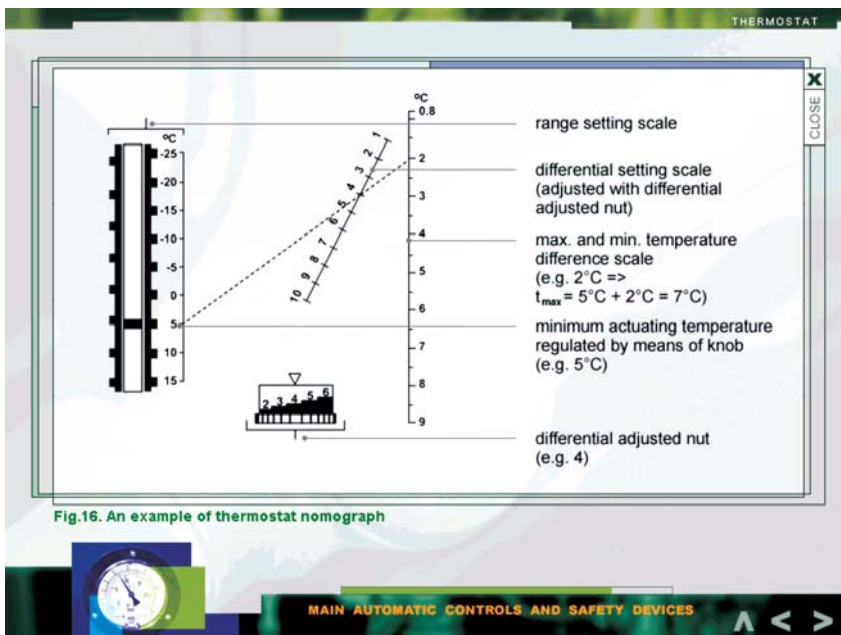 THERMOSTAT
X
CLOSE
°C
-25
-20
-15
-10
-5
0
5
10
15
1
2
3
4
5
6
7
8
9
10
°C
0.8
2
3
4
5
6
7
8
9
2 3 4 5 6
range setting scale
differential setting scale
(adjusted with differential
adjusted nut)
max. and min. temperature
difference scale
(e.g. 2°C =>
tmax= 5°C + 2°C = 7°C)
minimum actuating temperature
regulated by means of knob
(e.g. 5°C)
differential adjusted nut
(e.g. 4)
Fig.16. An example of thermostat nomograph
MAIN AUTOMATIC CONTROLS AND SAFETY DEVICES